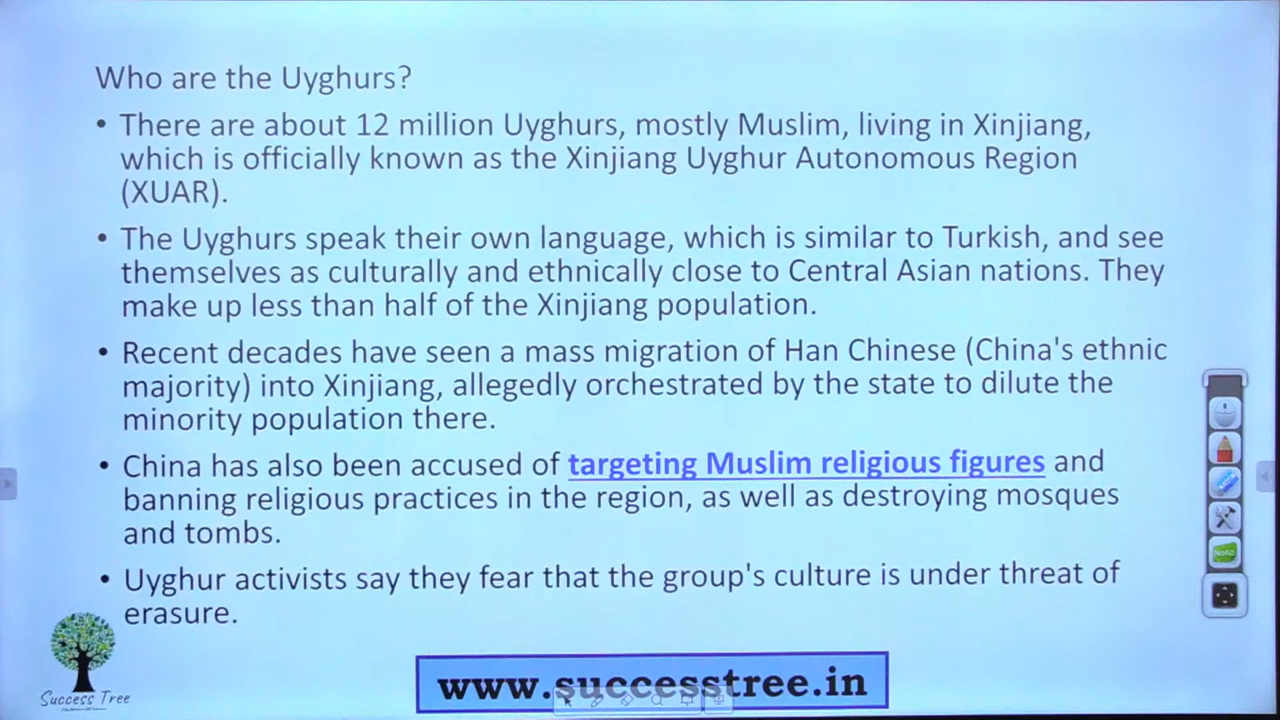 Who are the Uyghurs?
• There are about 12 million Uyghurs, mostly Muslim, living in Xinjiang,
which is officially known as the Xinjiang Uyghur Autonomous Region
(XUAR).
• The Uyghurs speak their own language, which is similar to Turkish, and see
themselves as culturally and ethnically close to Central Asian nations. They
make up less than half of the Xinjiang population.
• Recent decades have seen a mass migration of Han Chinese (China's ethnic
majority) into Xinjiang, allegedly orchestrated by the state to dilute the
minority population there.
• China has also been accused of targeting Muslim religious figures and
banning religious practices in the region, as well as destroying mosques
and tombs.
• Uyghur activists say they fear that the group's culture is under threat of
erasure.
Note
Success Tree
www.successtree.in